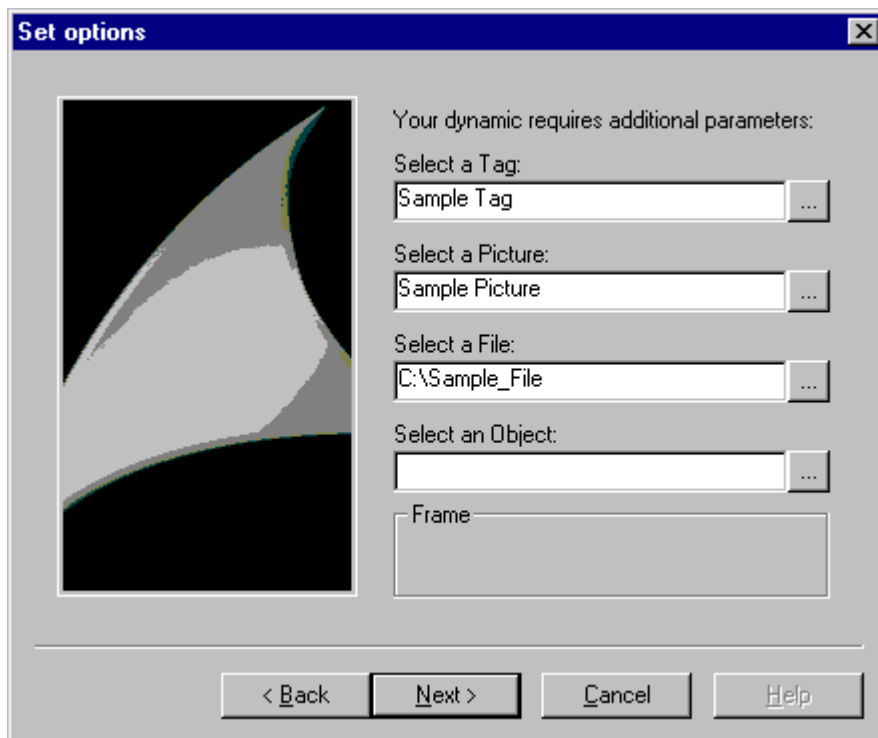 Set options
Your dynamic requires additional parameters:
Select a Tag:
Sample Tag
...
Select a Picture:
Sample Picture
...
Select a File:
C:\Sample_File
...
Select an Object:
...
Frame
< Back
Next >
Cancel
Help